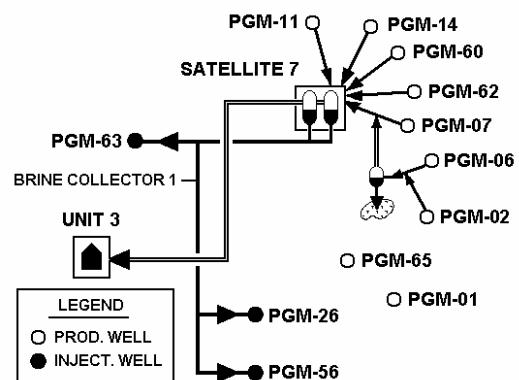 PGM-11
PGM-14
PGM-60
SATELLITE 7
PGM-62
PGM-07
PGM-63
PGM-06
BRINE COLLECTOR 1
PGM-02
UNIT 3
PGM-65
PGM-01
LEGEND
PROD. WELL
INJECT. WELL
PGM-26
PGM-56